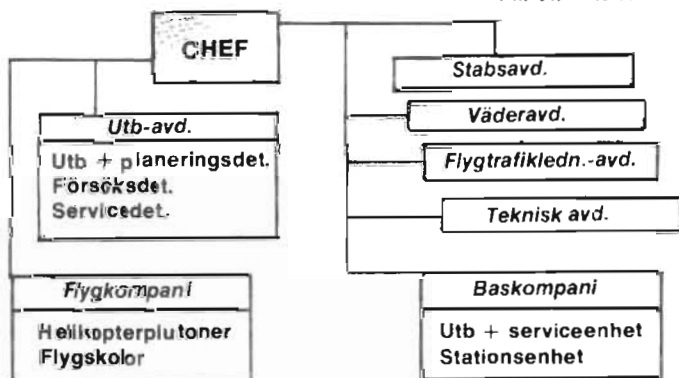 CHEF
Stabsavd.
Väderavd.
Flygtrafikledn.-avd.
Teknisk avd.
Utb-avd.
Utb + planeringsdet.
Försöksdet.
Servicedet.
Flygkompani
Helikopterplutoner
Flygskolor
Baskompani
Utb + serviceenhet
Stationsenhet